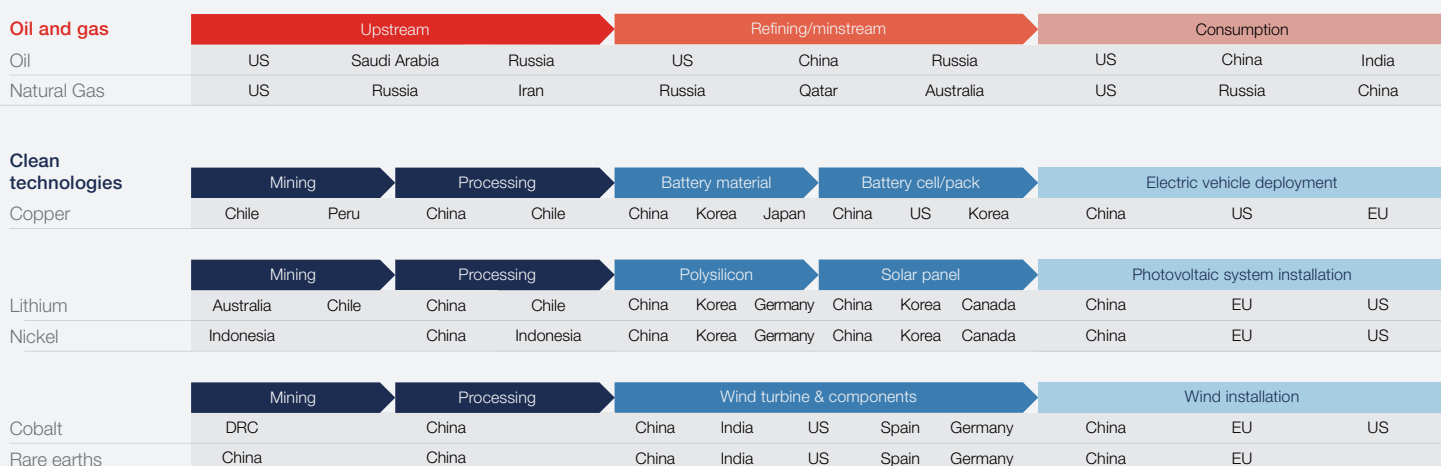 Oil and gas Upstream Refining/minstream Consumption
Oil US Saudi Arabia Russia US China Russia US China India
Natural Gas US Russia Iran Russia Qatar Australia US Russia China
Clean
technologies Mining Processing Battery material Battery cell/pack Electric vehicle deployment
Copper Chile Peru China Chile China Korea Japan China US Korea China US EU
Mining Processing Polysilicon Solar panel Photovoltaic system installation
Lithium Australia Chile China Chile China Korea Germany China Korea Canada China EU US
Nickel Indonesia China Indonesia China Korea Germany China Korea Canada China EU US
Mining Processing Wind turbine & components Wind installation
Cobalt DRC China China India US Spain Germany China EU US
Rare earths China China China India US Spain Germany China EU